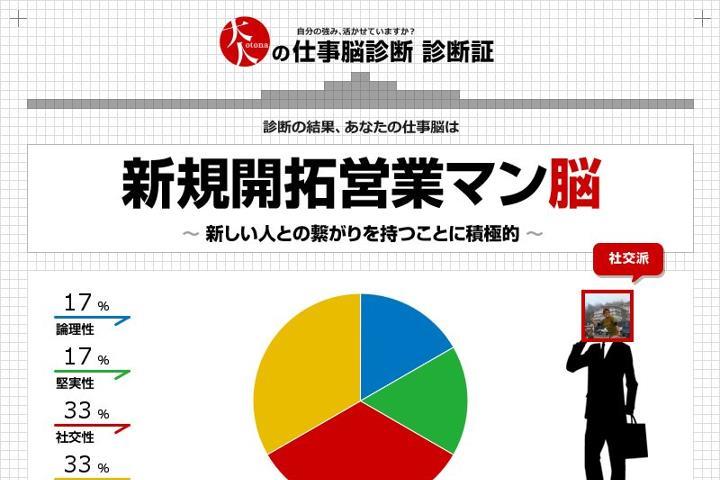 自分の強み、活かせていますか?
大人
otona
の仕事脳診断 診断証
診断の結果、あなたの仕事脳は
新規開拓営業マン脳
～ 新しい人との繋がりを持つことに積極的 ～
社交派
17 %
論理性
17 %
堅実性
33 %
社交性
33 %